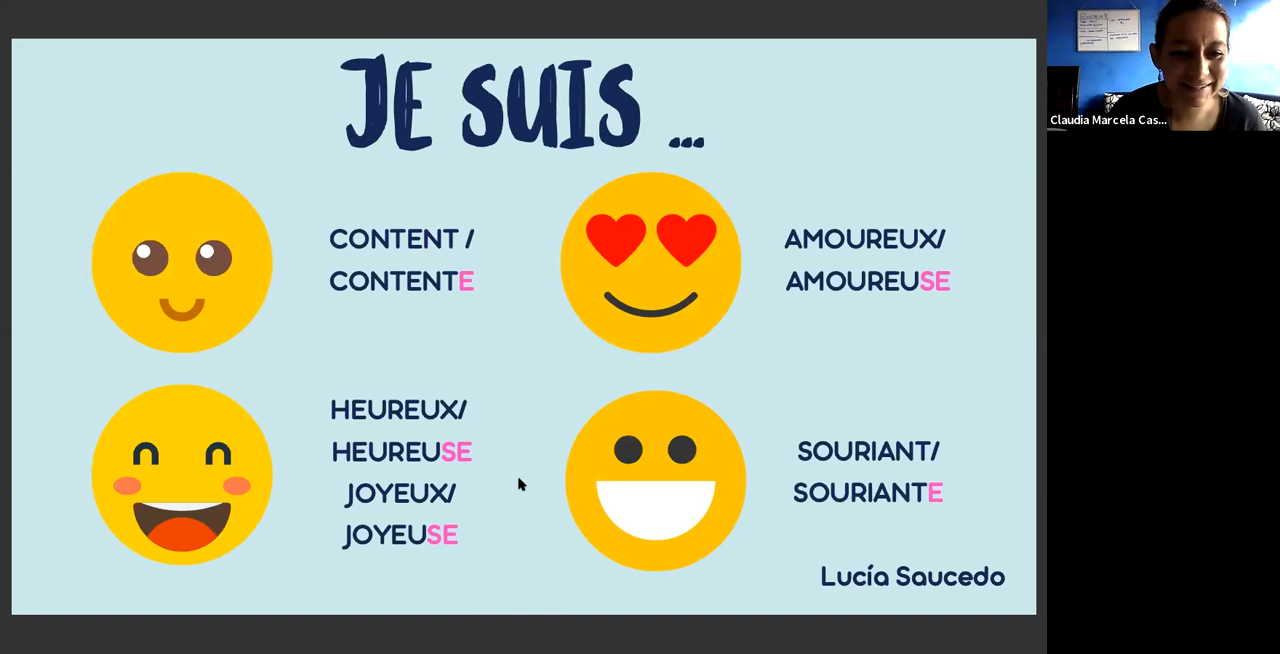 JE SUIS ...
CONTENT /
CONTENTE
AMOUREUX/
AMOUREUSE
HEUREUX/
HEUREUSE
JOYEUX/
JOYEUSE
SOURIANT/
SOURIANTE
Lucía Saucedo
Claudia Marcela Cas...